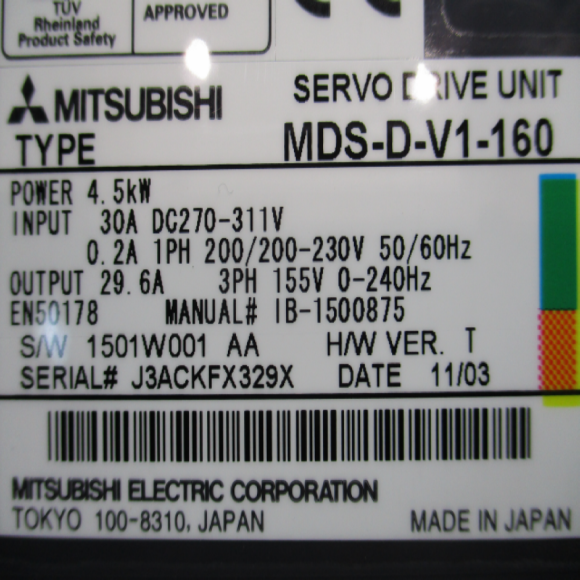 TÜV
Rheinland
Product Safety
APPROVED
CE
MITSUBISHI
SERVO DRIVE UNIT
TYPE MDS-D-V1-160
POWER 4.5kW
INPUT 30A DC270-311V
0.2A 1PH 200/200-230V 50/60Hz
OUTPUT 29.6A 3PH 155V 0-240Hz
EN50178 MANUAL# IB-1500875
S/W 1501W001 AA H/W VER. T
SERIAL# J3ACKFX329X DATE 11/03
MITSUBISHI ELECTRIC CORPORATION
TOKYO 100-8310, JAPAN MADE IN JAPAN